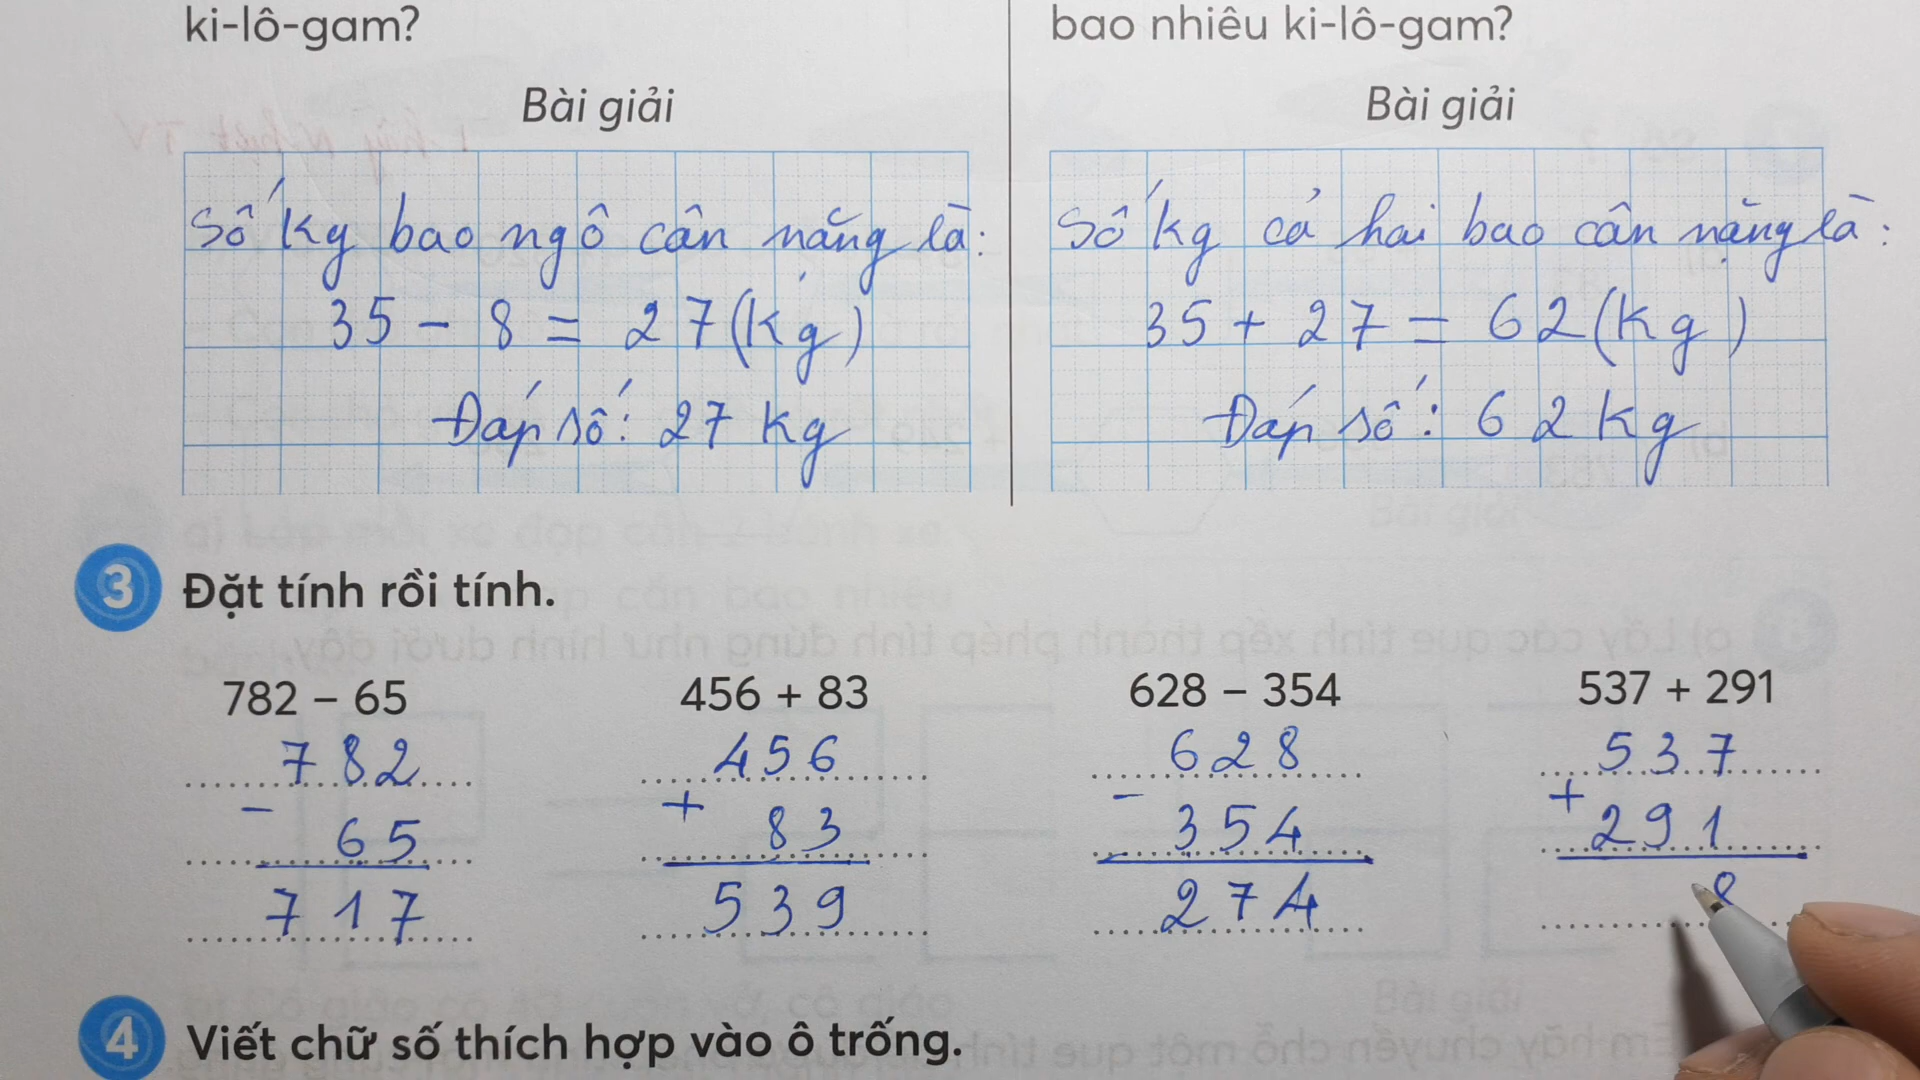 ki-lô-gam?
Bài giải
Số kg bao ngô cân nặng là:
35 - 8 = 27 (kg)
Đáp số: 27 kg
bao nhiêu ki-lô-gam?
Bài giải
Số kg cả hai bao cân nặng là:
35 + 27 = 62 (kg)
Đáp số: 62 kg
3 Đặt tính rồi tính.
782 – 65
782
-
65
717
456 + 83
456
+
83
539
628 – 354
628
-
354
274
537 + 291
537
+
291
8
4 Viết chữ số thích hợp vào ô trống.